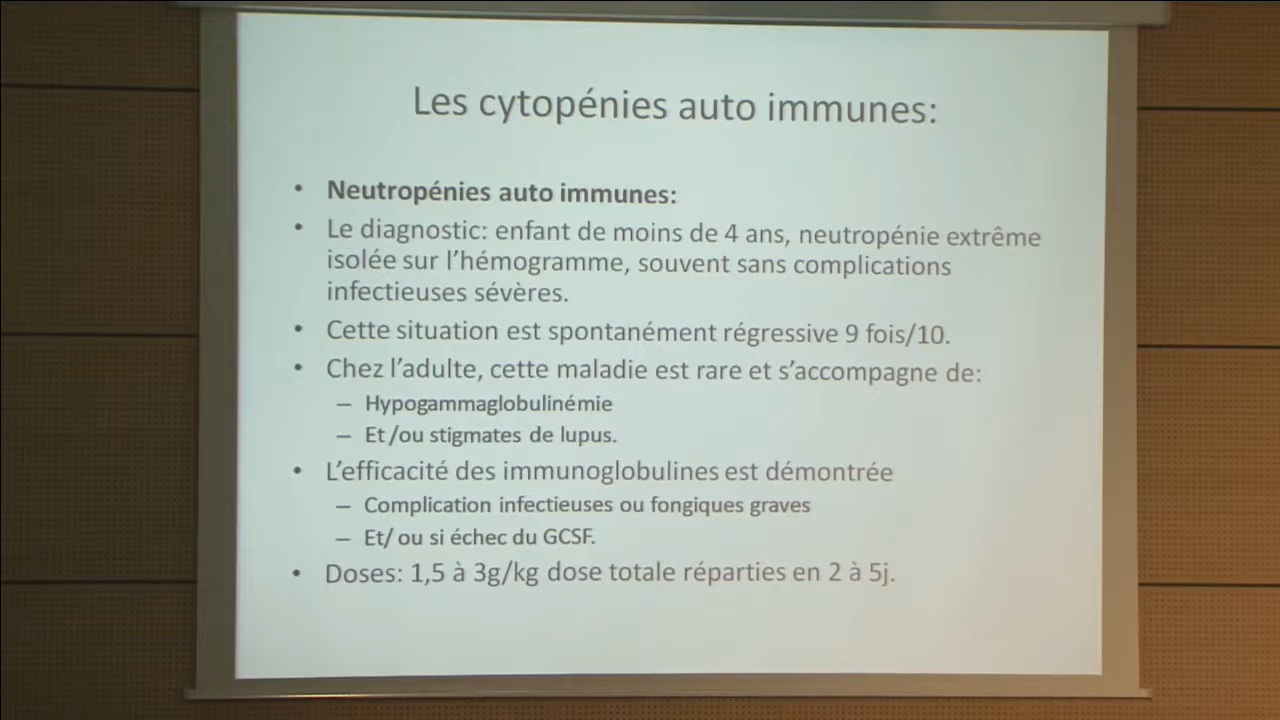 Les cytopénies auto immunes:
• Neutropénies auto immunes:
• Le diagnostic: enfant de moins de 4 ans, neutropénie extrême
isolée sur l'hémogramme, souvent sans complications
infectieuses sévères.
• Cette situation est spontanément régressive 9 fois/10.
• Chez l'adulte, cette maladie est rare et s'accompagne de:
– Hypogammaglobulinémie
– Et /ou stigmates de lupus.
• L'efficacité des immunoglobulines est démontrée
– Complication infectieuses ou fongiques graves
– Et/ ou si échec du GCSF.
• Doses: 1,5 à 3g/kg dose totale réparties en 2 à 5j.